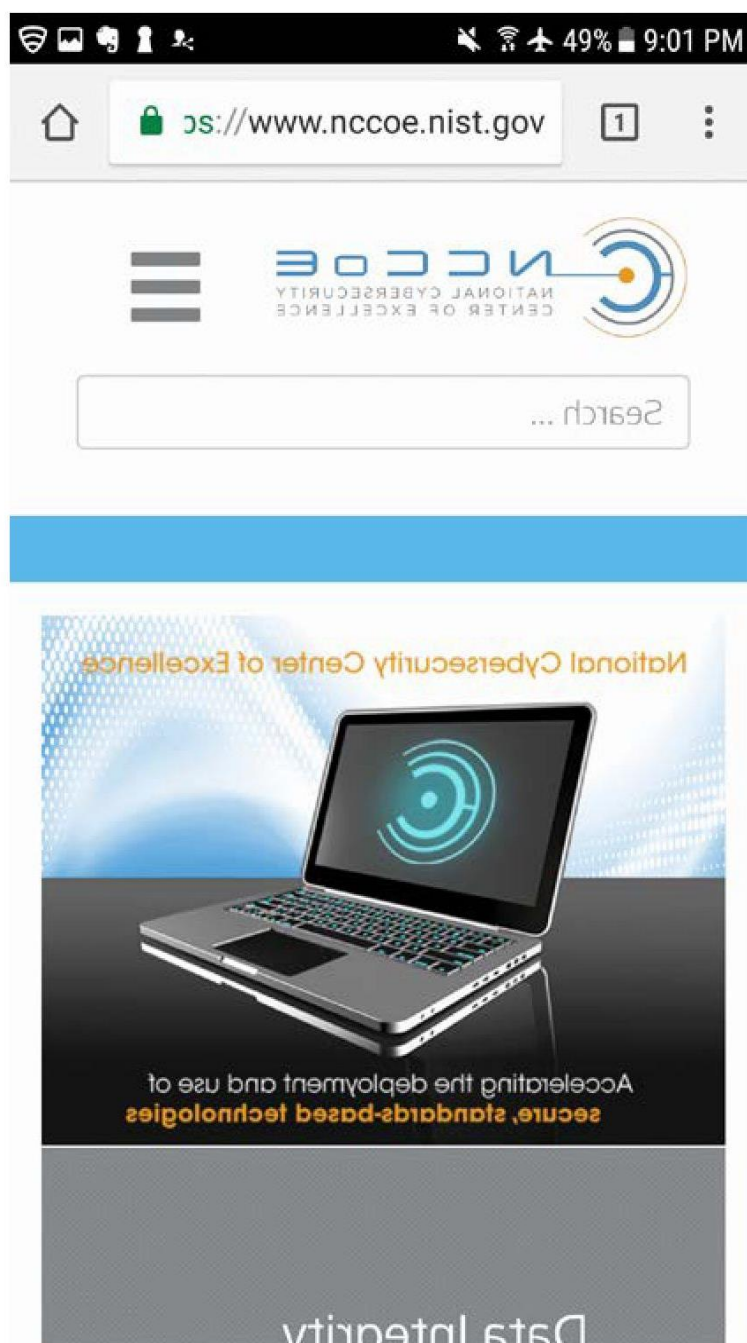 49% 9:01 PM
ps://www.nccoe.nist.gov
1
NCCoE
NATIONAL CYBERSECURITY
CENTER OF EXCELLENCE
Search ...
National Cybersecurity Center of Excellence
Accelerating the deployment and use of
secure, standards-based technologies
Data Integrity